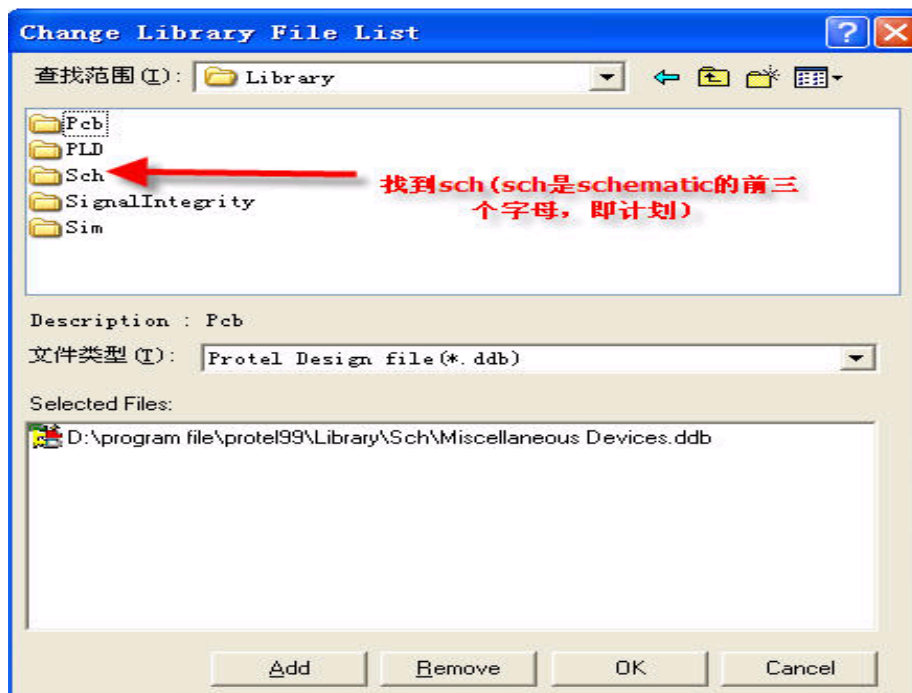 Change Library File List
查找范围(I): Library
Pcb
PLD
Sch
找到sch(sch是schematic的前三
个字母，即计划)
SignalIntegrity
Sim
Description : Pcb
文件类型(T): Protel Design file(*.ddb)
Selected Files:
D:\program file\protel99\Library\Sch\Miscellaneous Devices.ddb
Add Remove OK Cancel